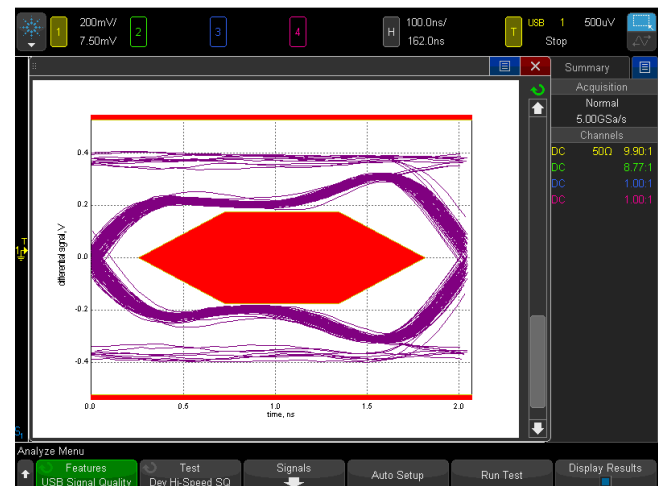 1 200mV/ 7.50mV 2 3 4 H 100.0ns/ 162.0ns T USB 1 500uV Stop
Summary
Acquisition
Normal
5.00GSa/s
Channels
DC 50Ω 9.90:1
DC 8.77:1
DC 1.00:1
DC 1.00:1
differential signal, V
0.4
0.2
0.0
-0.2
-0.4
0.0 0.5 1.0 1.5 2.0
time, ns
T
1
S1
Analyze Menu
Features
USB Signal Quality
Test
Dev Hi-Speed SQ
Signals
Auto Setup
Run Test
Display Results